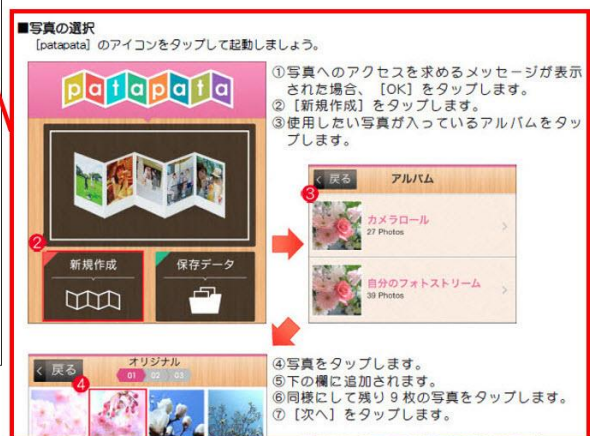 ■写真の選択
[patapata] のアイコンをタップして起動しましょう。
patapata
①写真へのアクセスを求めるメッセージが表示
された場合、 [OK] をタップします。
② [新規作成] をタップします。
③使用したい写真が入っているアルバムをタッ
プします。
2
新規作成
保存データ
3
戻る
アルバム
カメラロール
27 Photos
自分のフォトストリーム
39 Photos
戻る
オリジナル
01 02 03
4
④写真をタップします。
⑤下の欄に追加されます。
⑥同様にして残り9枚の写真をタップします。
⑦ [次へ] をタップします。